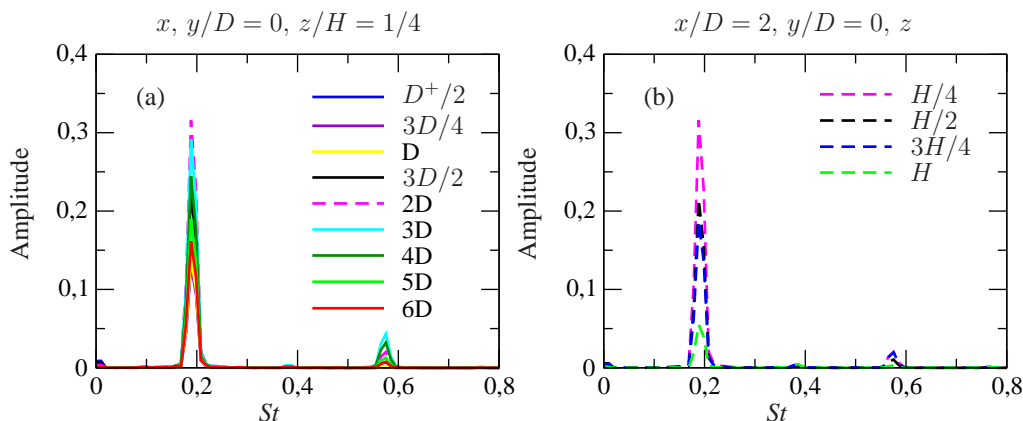 x, y/D = 0, z/H = 1/4
x/D = 2, y/D = 0, z
Amplitude
0,4
0,3
0,2
0,1
0
(a)
D⁺/2
3D/4
D
3D/2
2D
3D
4D
5D
6D
0 0,2 0,4 0,6 0,8
St
Amplitude
0,4
0,3
0,2
0,1
0
(b)
H/4
H/2
3H/4
H
0 0,2 0,4 0,6 0,8
St